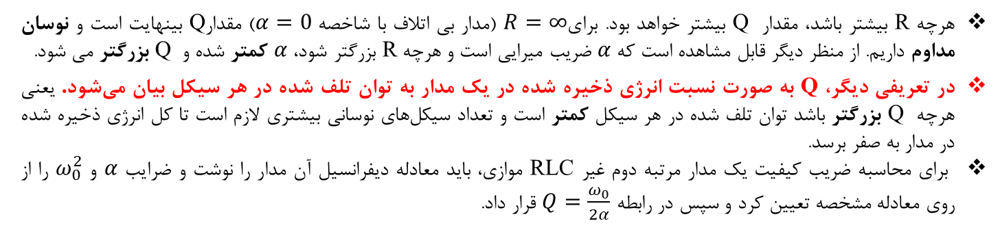 ❖ هرچه R بیشتر باشد، مقدار Q بیشتر خواهد بود. برای R = ∞ (مدار بی اتلاف با شاخصه α = 0) مقدار Q بینهایت است و نوسان
مداوم داریم. از منظر دیگر قابل مشاهده است که α ضریب میرایی است و هرچه R بزرگتر شود، α کمتر شده و Q بزرگتر می شود.
❖ در تعریفی دیگر، Q به صورت نسبت انرژی ذخیره شده در یک مدار به توان تلف شده در هر سیکل بیان می‌شود. یعنی
هرچه Q بزرگتر باشد توان تلف شده در هر سیکل کمتر است و تعداد سیکل‌های نوسانی بیشتری لازم است تا کل انرژی ذخیره شده
در مدار به صفر برسد.
❖ برای محاسبه ضریب کیفیت یک مدار مرتبه دوم غیر RLC موازی، باید معادله دیفرانسیل آن مدار را نوشت و ضرایب α و ω₀² را از
روی معادله مشخصه تعیین کرد و سپس در رابطه Q = ω₀/2α قرار داد.